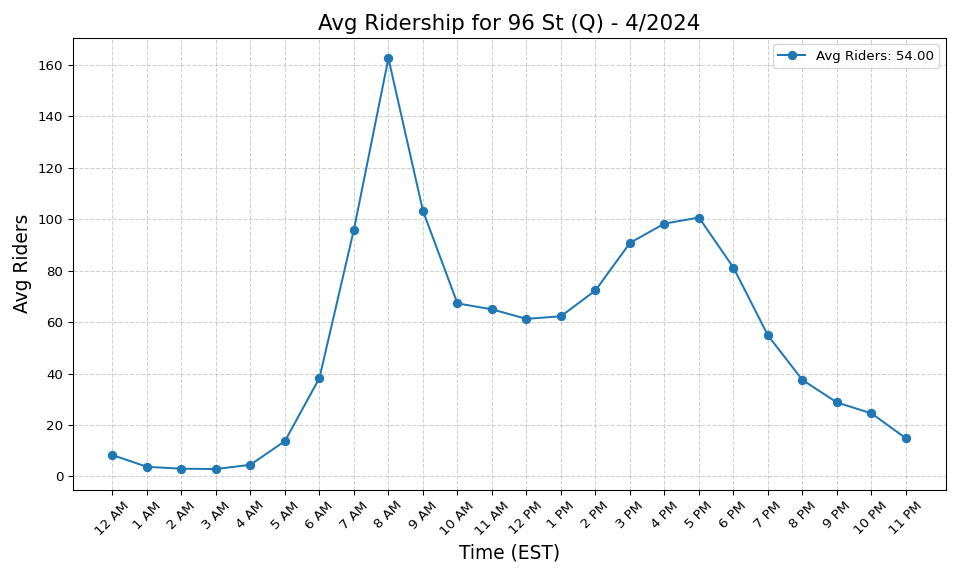 Avg Ridership for 96 St (Q) - 4/2024
Avg Riders: 54.00
160
140
120
100
80
60
40
20
0
Avg Riders
12 AM
1 AM
2 AM
3 AM
4 AM
5 AM
6 AM
7 AM
8 AM
9 AM
10 AM
11 AM
12 PM
1 PM
2 PM
3 PM
4 PM
5 PM
6 PM
7 PM
8 PM
9 PM
10 PM
11 PM
Time (EST)